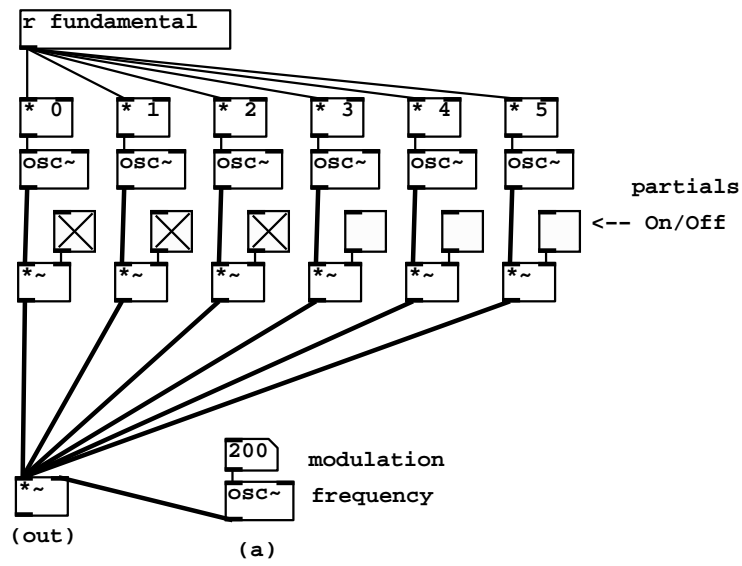 r fundamental
* 0 * 1 * 2 * 3 * 4 * 5
osc~ osc~ osc~ osc~ osc~ osc~
partials
<-- On/Off
*~ *~ *~ *~ *~ *~
200
modulation
*~ osc~ frequency
(out)
(a)